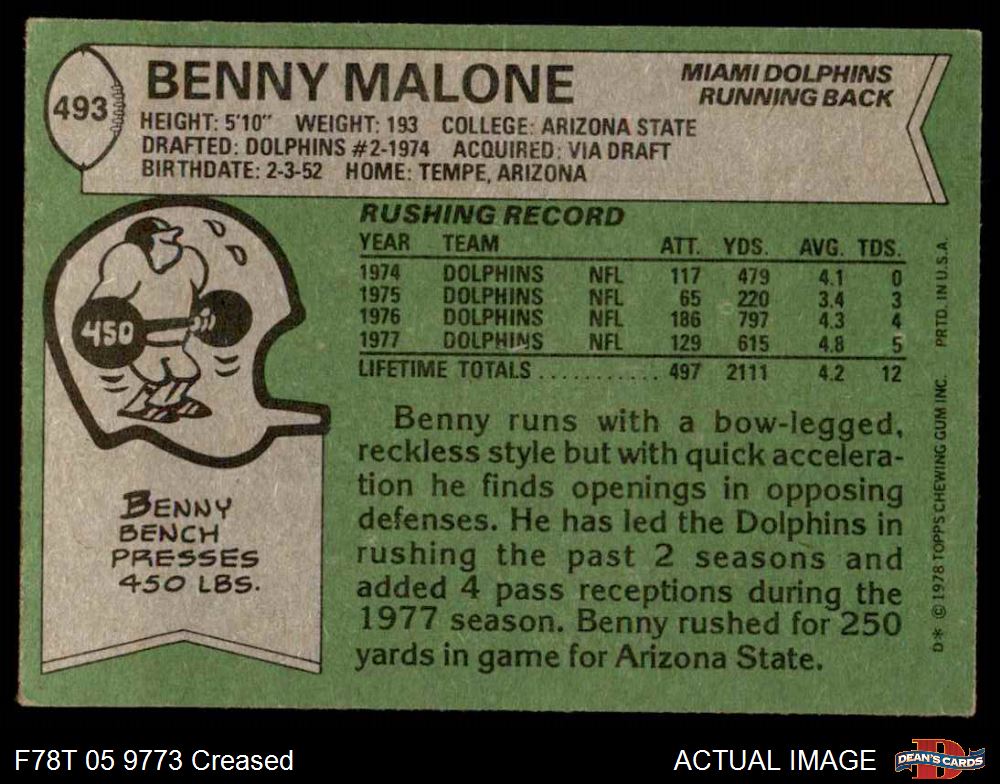 493
BENNY MALONE
MIAMI DOLPHINS
RUNNING BACK
HEIGHT: 5'10" WEIGHT: 193 COLLEGE: ARIZONA STATE
DRAFTED: DOLPHINS #2-1974 ACQUIRED: VIA DRAFT
BIRTHDATE: 2-3-52 HOME: TEMPE, ARIZONA
RUSHING RECORD
YEAR TEAM ATT. YDS. AVG. TDS.
1974 DOLPHINS NFL 117 479 4.1 0
1975 DOLPHINS NFL 65 220 3.4 3
1976 DOLPHINS NFL 186 797 4.3 4
1977 DOLPHINS NFL 129 615 4.8 5
LIFETIME TOTALS ............ 497 2111 4.2 12
450
BENNY
BENCH
PRESSES
450 LBS.
Benny runs with a bow-legged,
reckless style but with quick accelera-
tion he finds openings in opposing
defenses. He has led the Dolphins in
rushing the past 2 seasons and
added 4 pass receptions during the
1977 season. Benny rushed for 250
yards in game for Arizona State.
D* © 1978 TOPPS CHEWING GUM INC. PRTD. IN U.S.A.
F78T 05 9773 Creased
ACTUAL IMAGE
D
DEAN'S CARDS